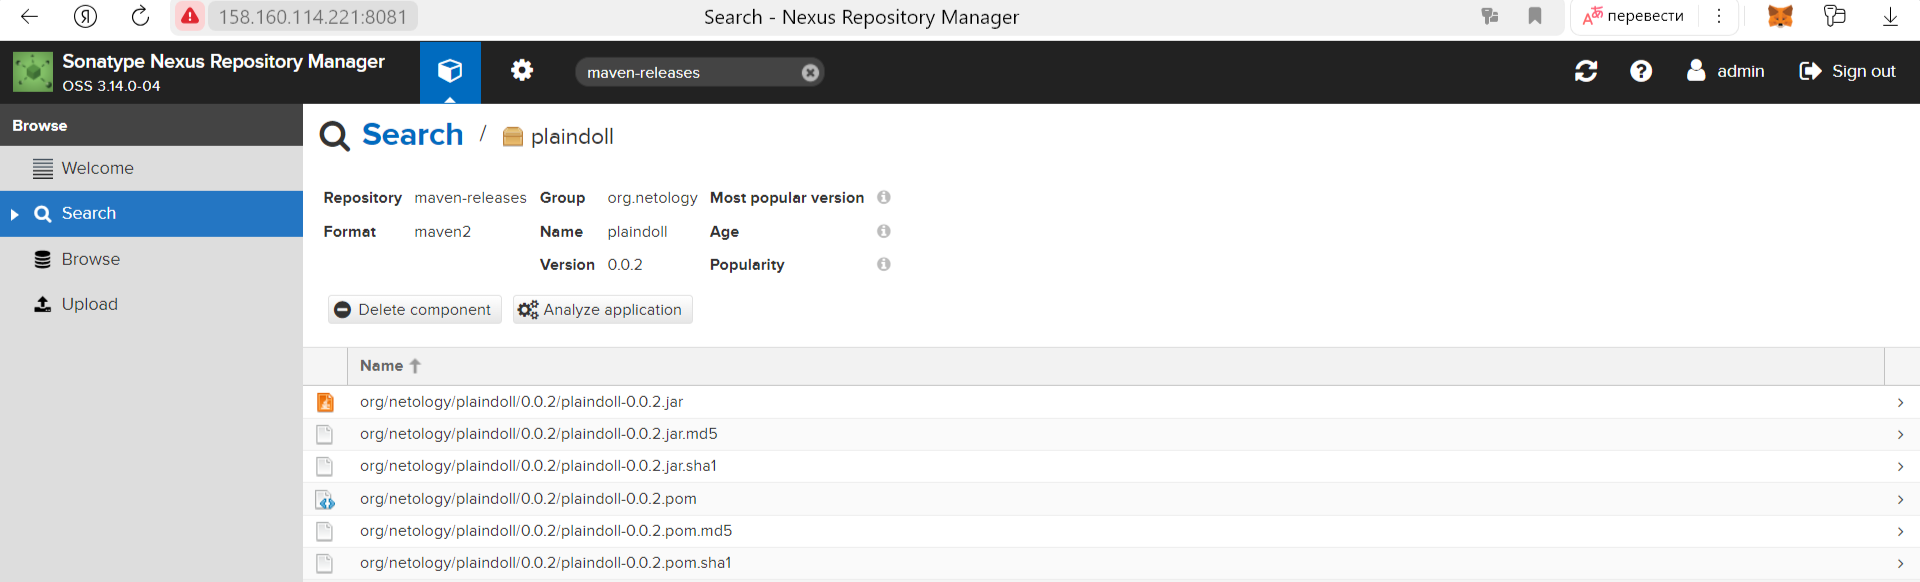 158.160.114.221:8081
Search - Nexus Repository Manager
перевести
Sonatype Nexus Repository Manager
OSS 3.14.0-04
maven-releases
admin
Sign out
Browse
Welcome
Search
Browse
Upload
Search / plaindoll
Repository maven-releases Group org.netology Most popular version
Format maven2 Name plaindoll Age
Version 0.0.2 Popularity
Delete component Analyze application
Name
org/netology/plaindoll/0.0.2/plaindoll-0.0.2.jar
org/netology/plaindoll/0.0.2/plaindoll-0.0.2.jar.md5
org/netology/plaindoll/0.0.2/plaindoll-0.0.2.jar.sha1
org/netology/plaindoll/0.0.2/plaindoll-0.0.2.pom
org/netology/plaindoll/0.0.2/plaindoll-0.0.2.pom.md5
org/netology/plaindoll/0.0.2/plaindoll-0.0.2.pom.sha1